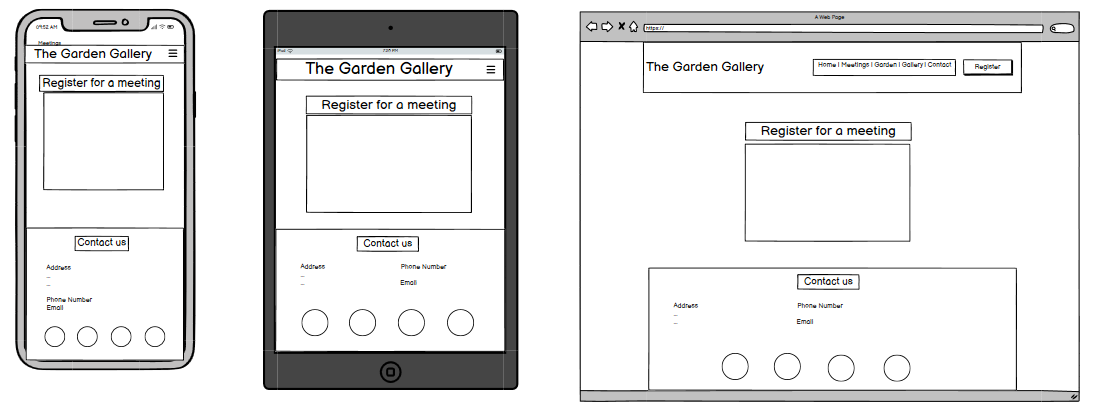 09:52 AM
Meetings
The Garden Gallery
Register for a meeting
Contact us
Address
Phone Number
Email
iPad
7:26 PM
The Garden Gallery
Register for a meeting
Contact us
Address
Phone Number
Email
A Web Page
https://
The Garden Gallery
Home | Meetings | Garden | Gallery | Contact
Register
Register for a meeting
Contact us
Address
Phone Number
Email